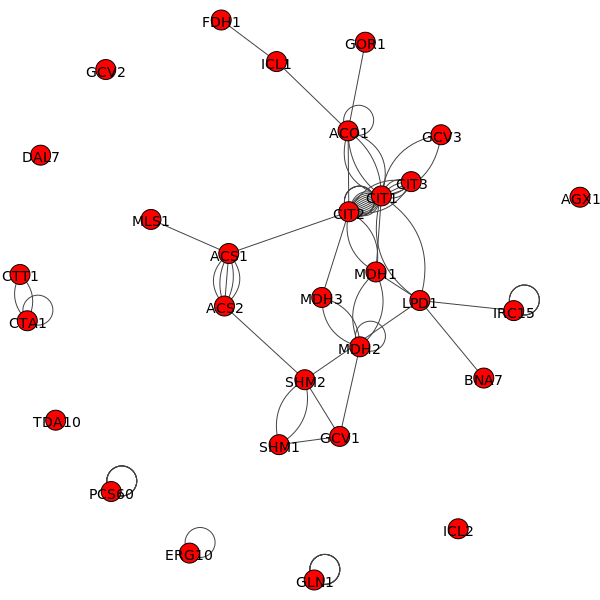 FDH1
GOR1
ICL1
GCV2
ACO1
GCV3
DAL7
CIT3
CIT1
AGX1
CIT2
MLS1
ACS1
MDH1
CTT1
MDH3
LPD1
ACS2
IRC15
CTA1
MDH2
SHM2
BNA7
TDA10
GCV1
SHM1
PCS60
ICL2
ERG10
GLN1